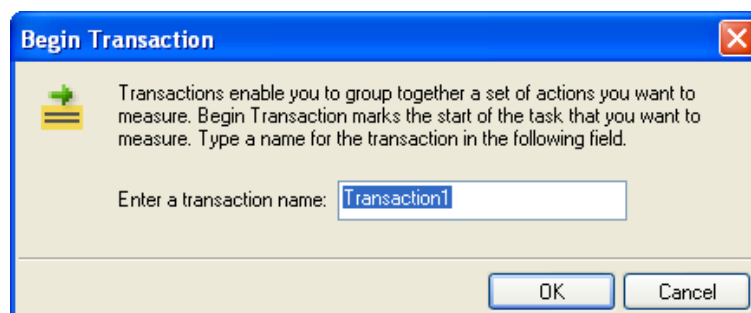 Begin Transaction
Transactions enable you to group together a set of actions you want to
measure. Begin Transaction marks the start of the task that you want to
measure. Type a name for the transaction in the following field.
Enter a transaction name: Transaction1
OK Cancel